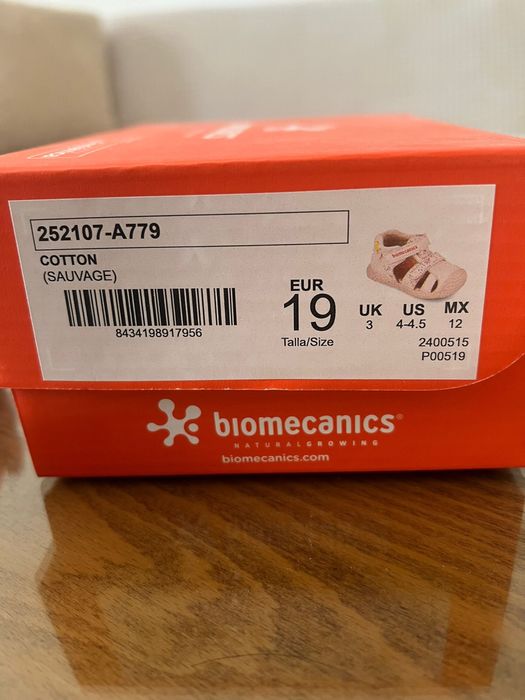 252107-A779
COTTON
(SAUVAGE)
8434198917956
EUR
19
Talla/Size
UK US MX
3 4-4.5 12
2400515
P00519
biomecanics
biomecanics®
NATURALGROWING
biomecanics.com